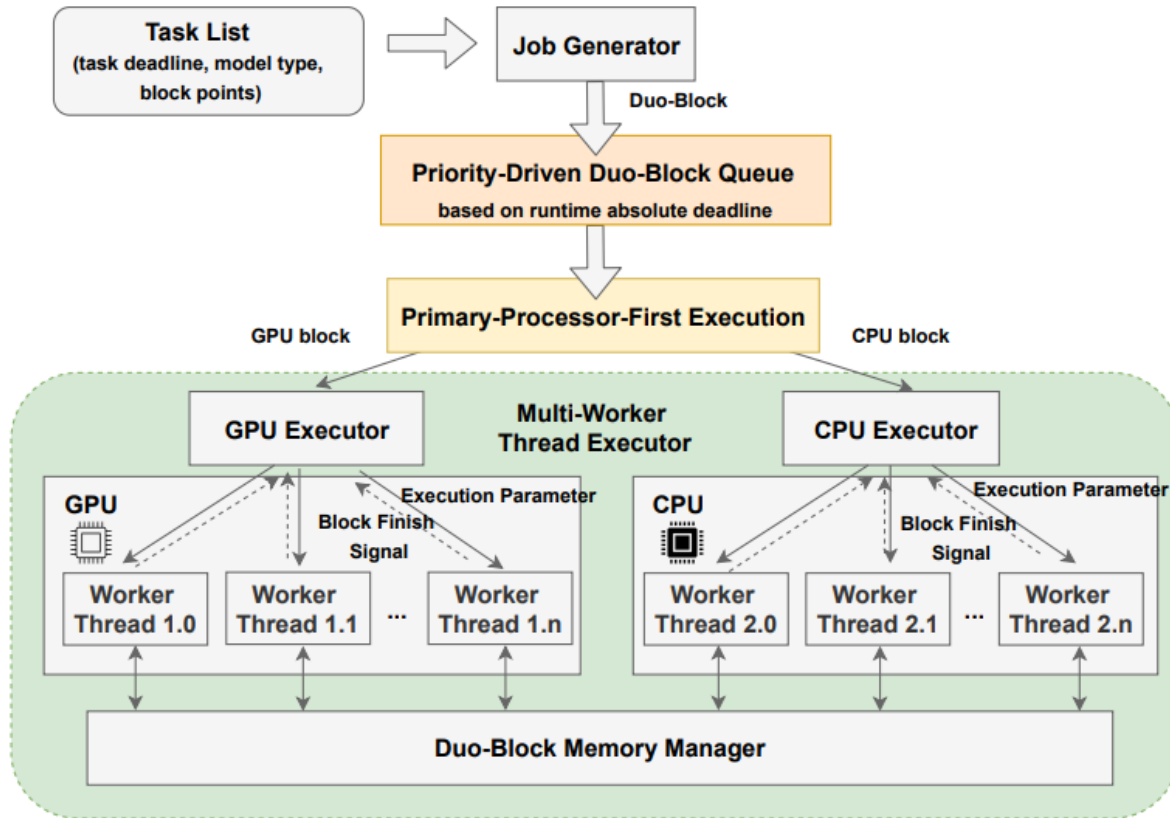 Task List
(task deadline, model type,
block points)
Job Generator
Duo-Block
Priority-Driven Duo-Block Queue
based on runtime absolute deadline
Primary-Processor-First Execution
GPU block
CPU block
Multi-Worker
Thread Executor
GPU Executor
CPU Executor
GPU
Execution Parameter
Block Finish
Signal
Worker
Thread 1.0
Worker
Thread 1.1
...
Worker
Thread 1.n
CPU
Execution Parameter
Block Finish
Signal
Worker
Thread 2.0
Worker
Thread 2.1
...
Worker
Thread 2.n
Duo-Block Memory Manager